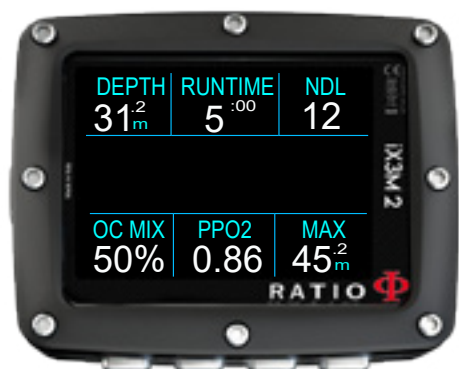 DEPTH RUNTIME NDL
31.2 m 5:00 12
OC MIX PPO2 MAX
50% 0.86 45.2 m
RATIO
iX3M 2